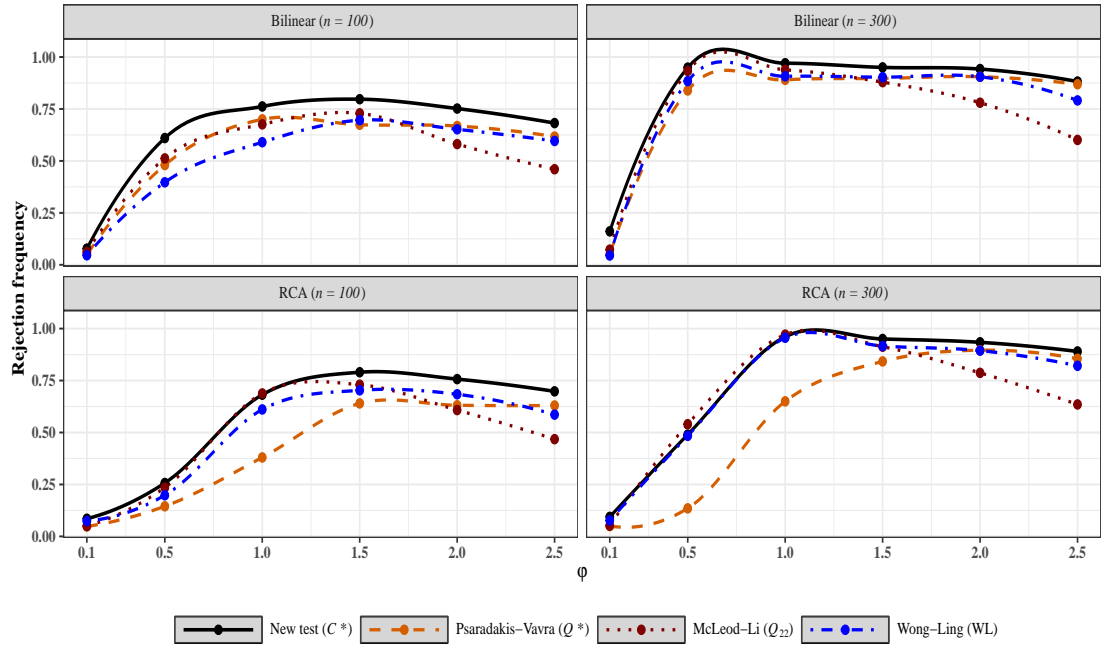 Bilinear (n = 100)
Bilinear (n = 300)
1.00
0.75
0.50
0.25
0.00
RCA (n = 100)
RCA (n = 300)
1.00
0.75
0.50
0.25
0.00
Rejection frequency
0.1 0.5 1.0 1.5 2.0 2.5
0.1 0.5 1.0 1.5 2.0 2.5
φ
New test (C *) Psaradakis−Vavra (Q *) McLeod−Li (Q₂₂) Wong−Ling (WL)